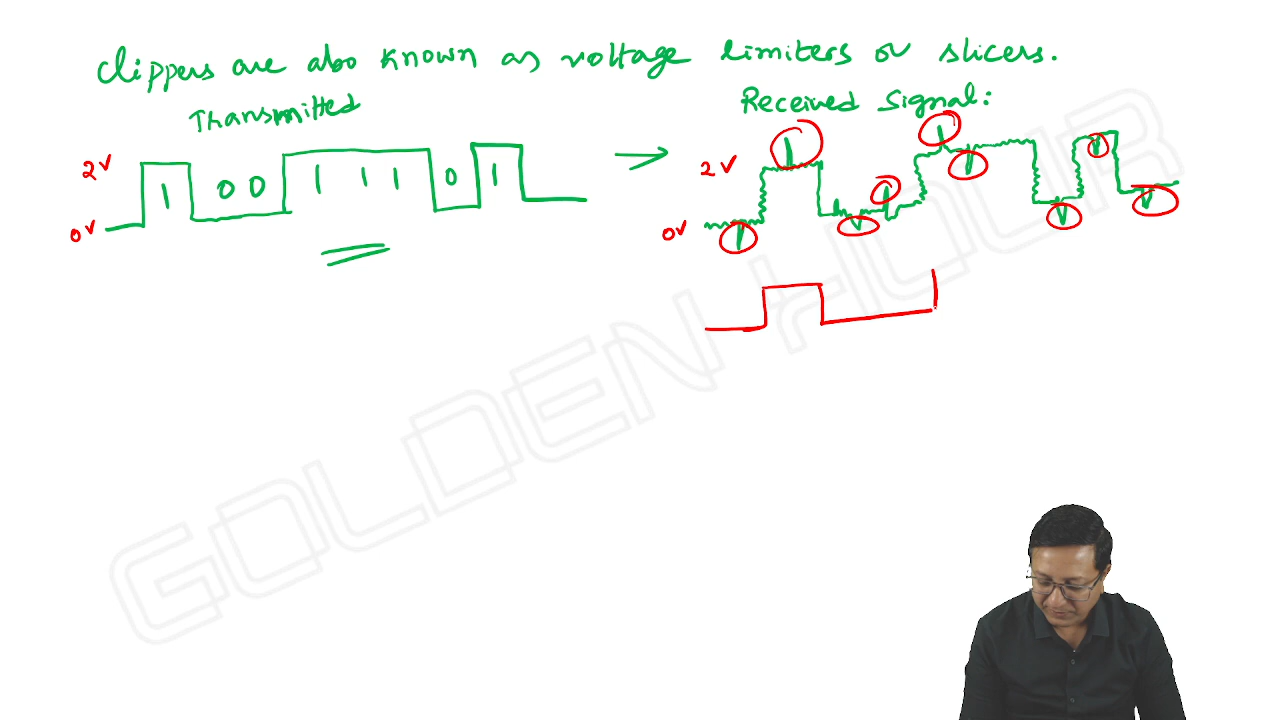 clippers are also known as voltage limiters or slicers.
Transmitted
Received Signal:
2V
1 0 0 1 1 1 0 1
0V
2V
0V
GOLDEN HOUR